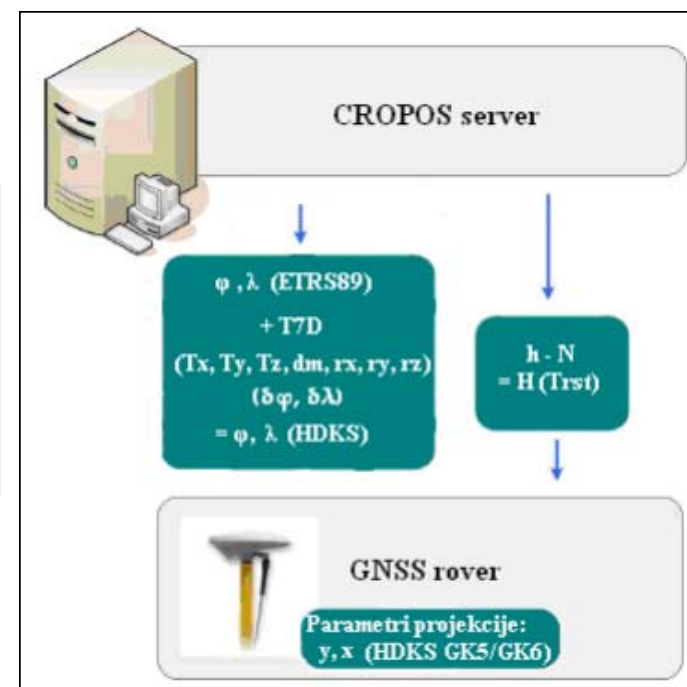 CROPOS server
φ , λ (ETRS89)
+ T7D
(Tx, Ty, Tz, dm, rx, ry, rz)
(δφ, δλ)
= φ, λ (HDKS)
h - N
= H (Trst)
GNSS rover
Parametri projekcije:
y, x (HDKS GK5/GK6)